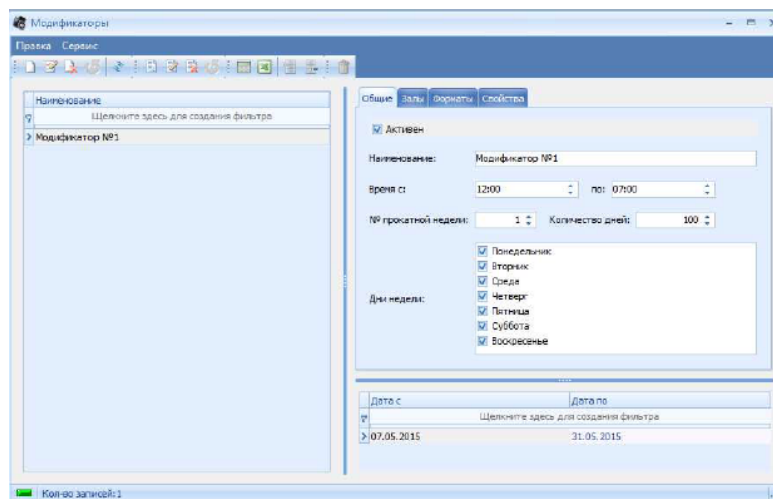 Модификаторы
Правка Сервис
Наименование
Щелкните здесь для создания фильтра
Модификатор №1
Общие Залы Форматы Свойства
Активен
Наименование: Модификатор №1
Время с: 12:00 по: 07:00
№ прокатной недели: 1 Количество дней: 100
Дни недели:
Понедельник
Вторник
Среда
Четверг
Пятница
Суббота
Воскресенье
Дата с Дата по
Щелкните здесь для создания фильтра
07.05.2015 31.05.2015
Кол-во записей:1